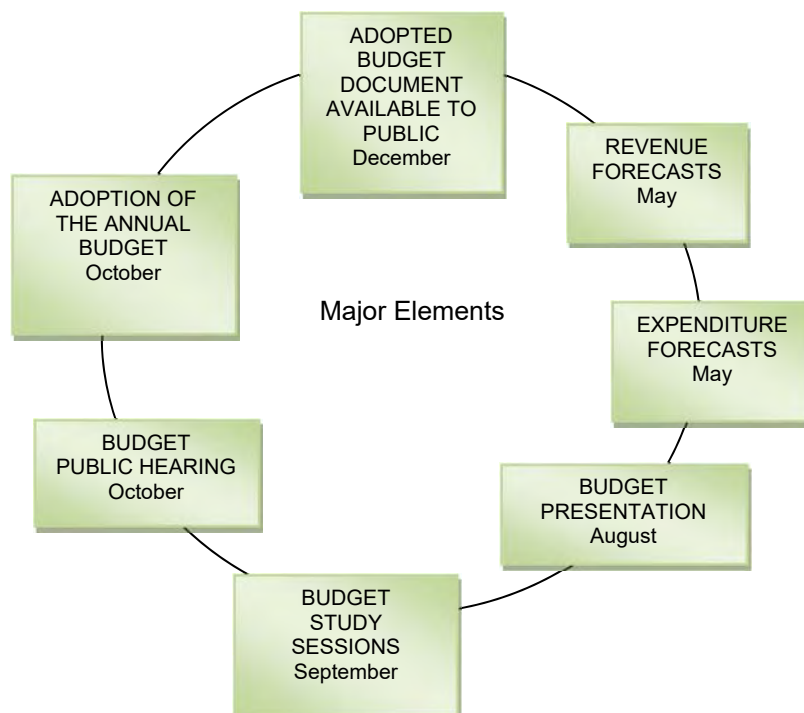 ADOPTED
BUDGET
DOCUMENT
AVAILABLE TO
PUBLIC
December
REVENUE
FORECASTS
May
EXPENDITURE
FORECASTS
May
BUDGET
PRESENTATION
August
BUDGET
STUDY
SESSIONS
September
BUDGET
PUBLIC HEARING
October
ADOPTION OF
THE ANNUAL
BUDGET
October
Major Elements